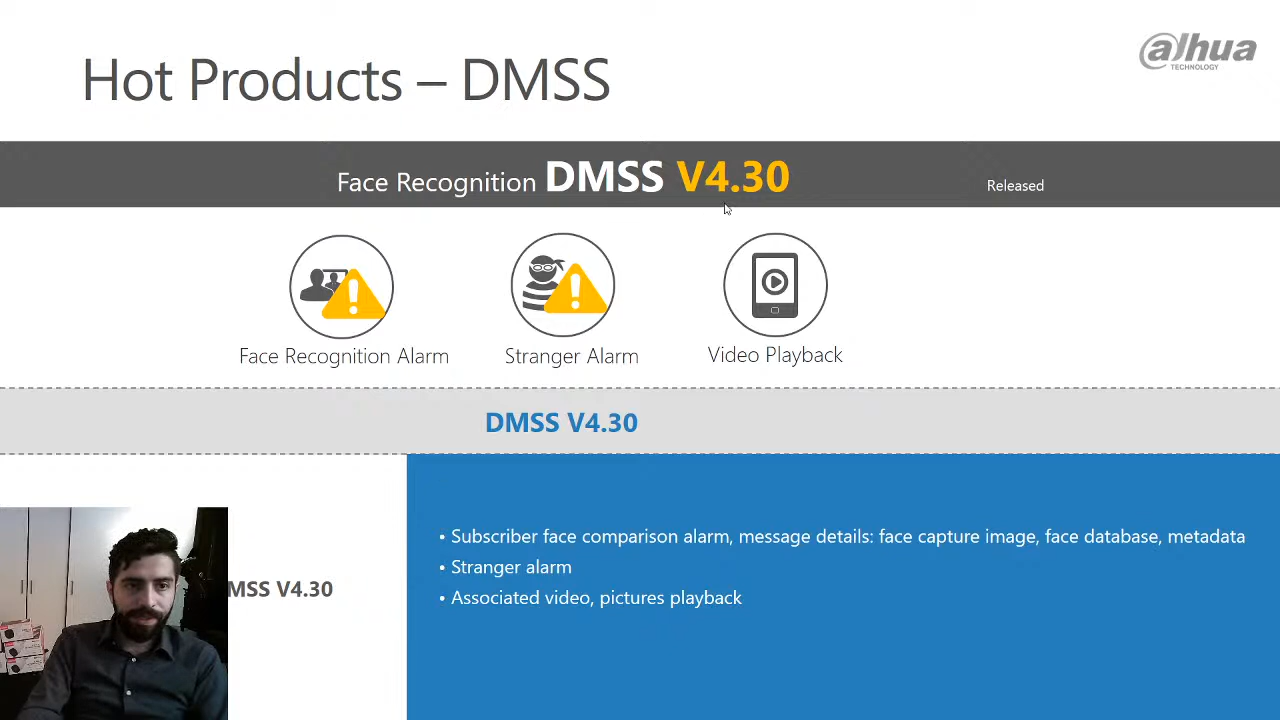 Hot Products – DMSS
alhua
TECHNOLOGY
Face Recognition DMSS V4.30
Released
Face Recognition Alarm
Stranger Alarm
Video Playback
DMSS V4.30
MSS V4.30
• Subscriber face comparison alarm, message details: face capture image, face database, metadata
• Stranger alarm
• Associated video, pictures playback